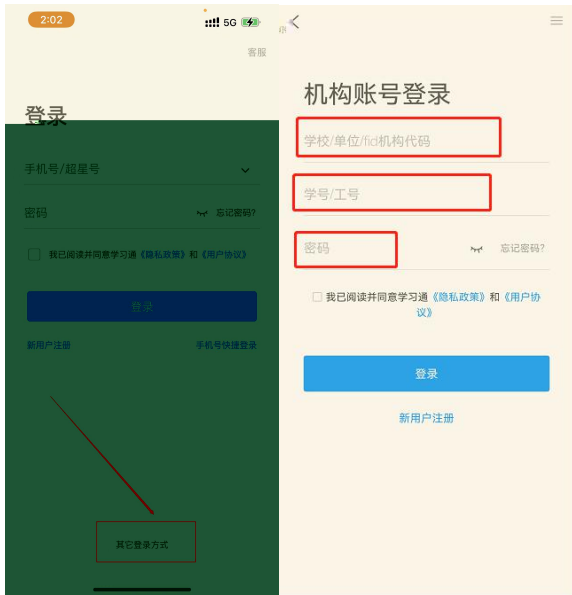 2:02
5G
客服
登录
手机号/超星号
密码
忘记密码?
我已阅读并同意学习通《隐私政策》和《用户协议》
登录
新用户注册
手机号快捷登录
其它登录方式
机构账号登录
学校/单位/fid机构代码
学号/工号
密码
忘记密码?
我已阅读并同意学习通《隐私政策》和《用户协
议》
登录
新用户注册